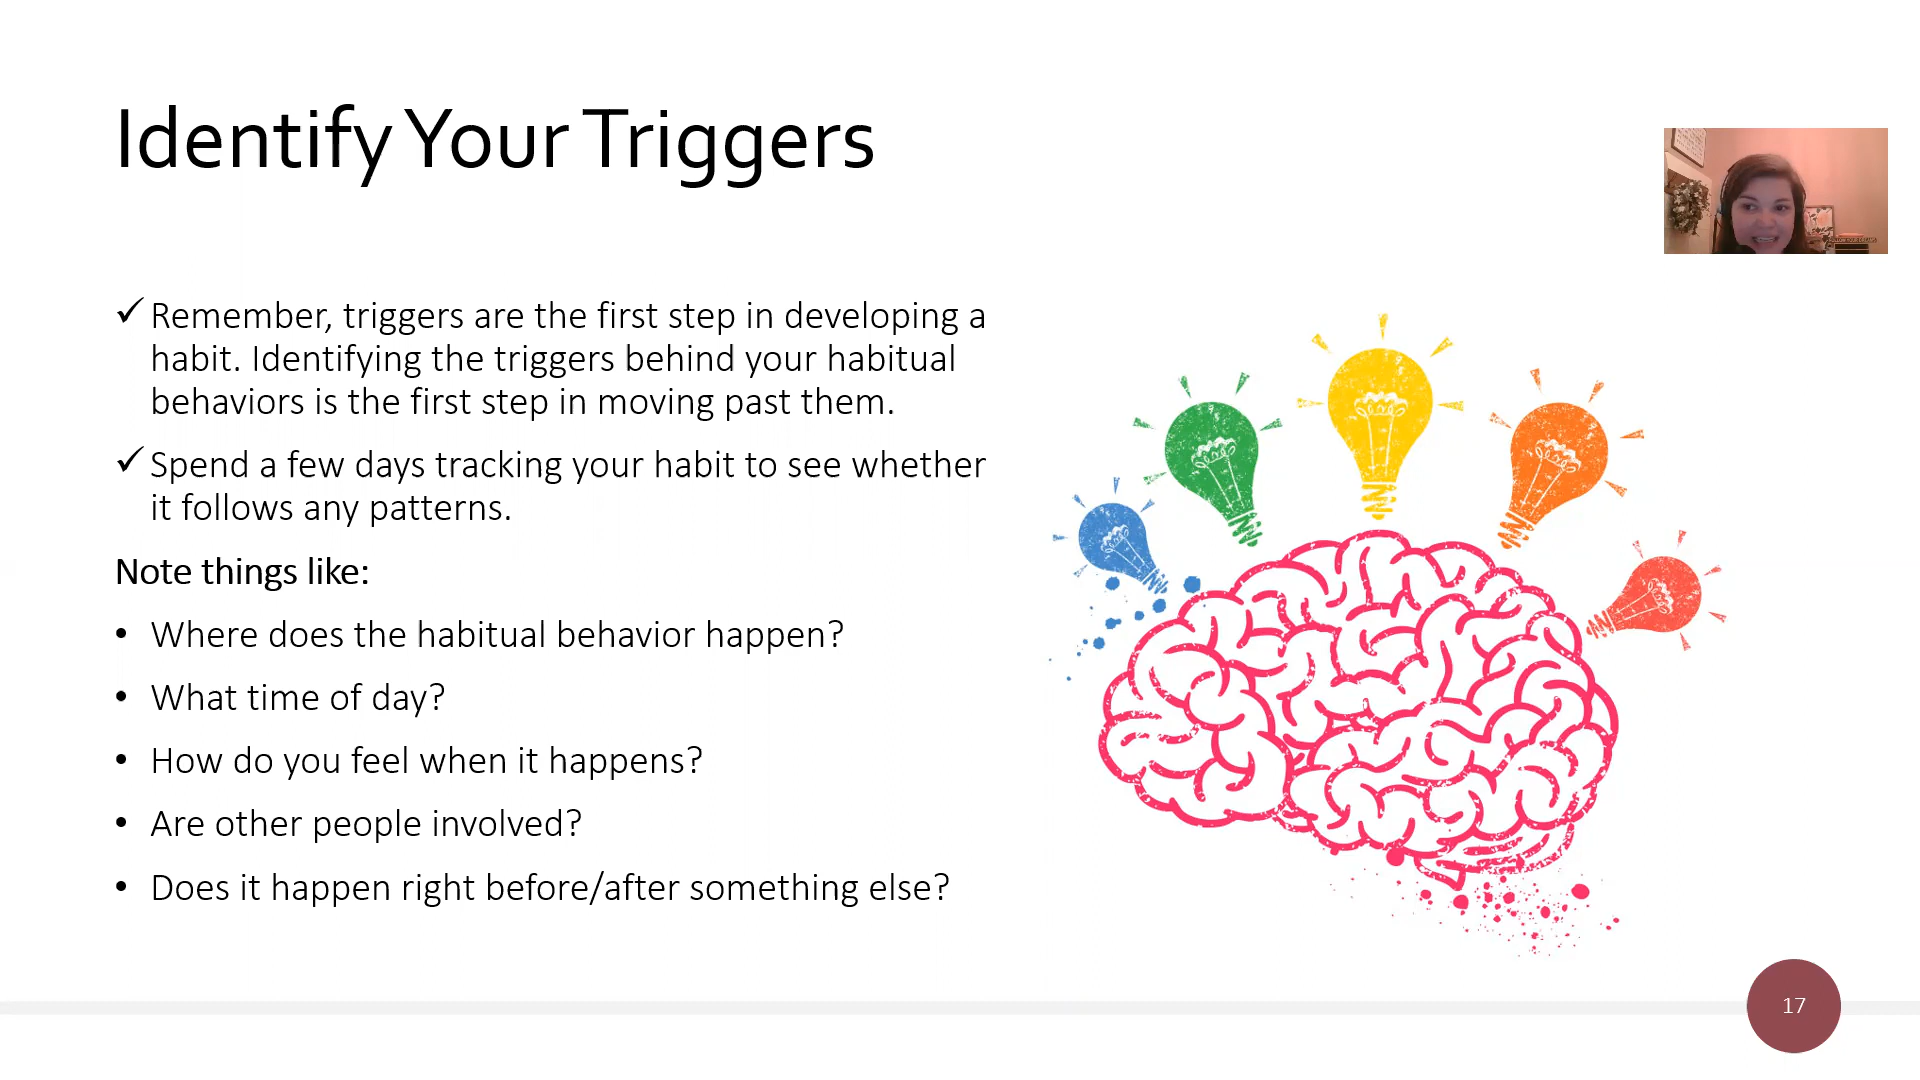 Identify Your Triggers
✓ Remember, triggers are the first step in developing a
habit. Identifying the triggers behind your habitual
behaviors is the first step in moving past them.
✓ Spend a few days tracking your habit to see whether
it follows any patterns.
Note things like:
• Where does the habitual behavior happen?
• What time of day?
• How do you feel when it happens?
• Are other people involved?
• Does it happen right before/after something else?
17